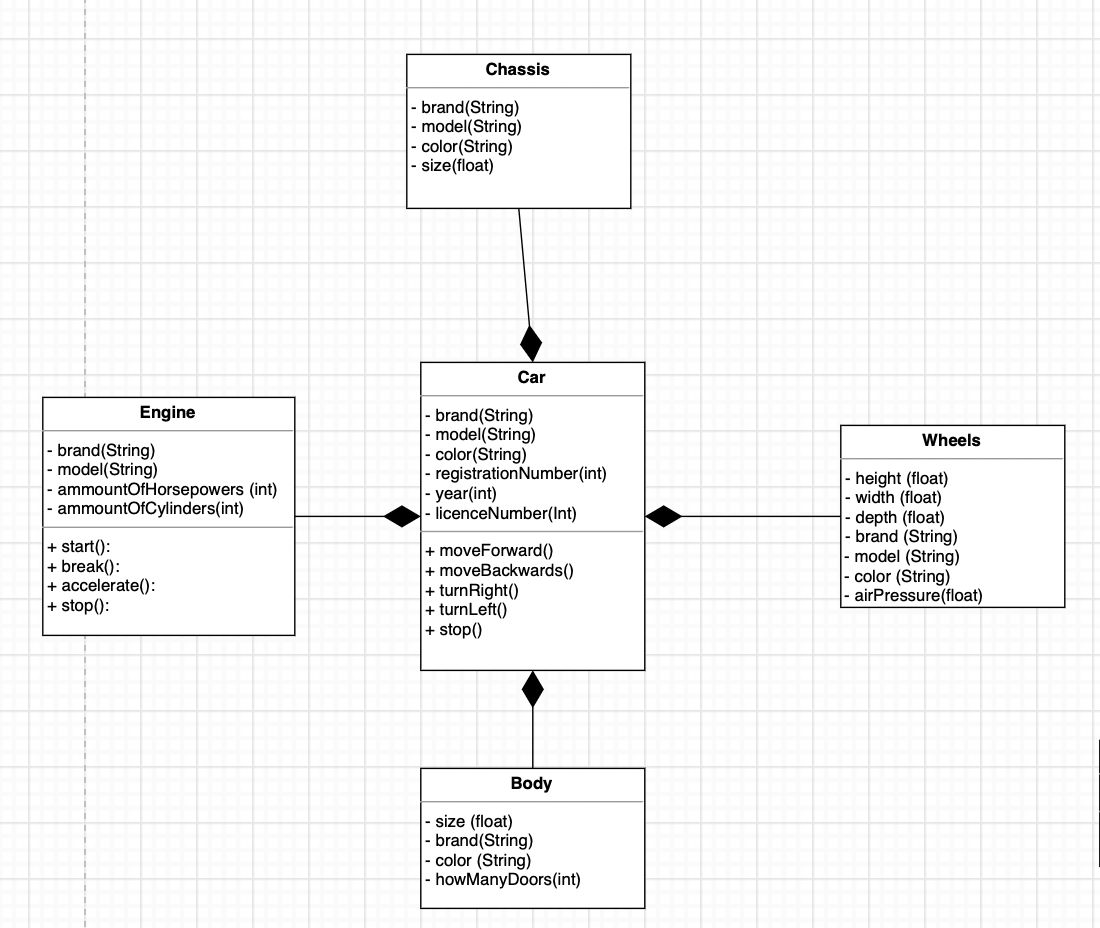 Chassis
- brand(String)
- model(String)
- color(String)
- size(float)
Car
- brand(String)
- model(String)
- color(String)
- registrationNumber(int)
- year(int)
- licenceNumber(Int)
+ moveForward()
+ moveBackwards()
+ turnRight()
+ turnLeft()
+ stop()
Engine
- brand(String)
- model(String)
- ammountOfHorsepowers (int)
- ammountOfCylinders(int)
+ start():
+ break():
+ accelerate():
+ stop():
Wheels
- height (float)
- width (float)
- depth (float)
- brand (String)
- model (String)
- color (String)
- airPressure(float)
Body
- size (float)
- brand(String)
- color (String)
- howManyDoors(int)